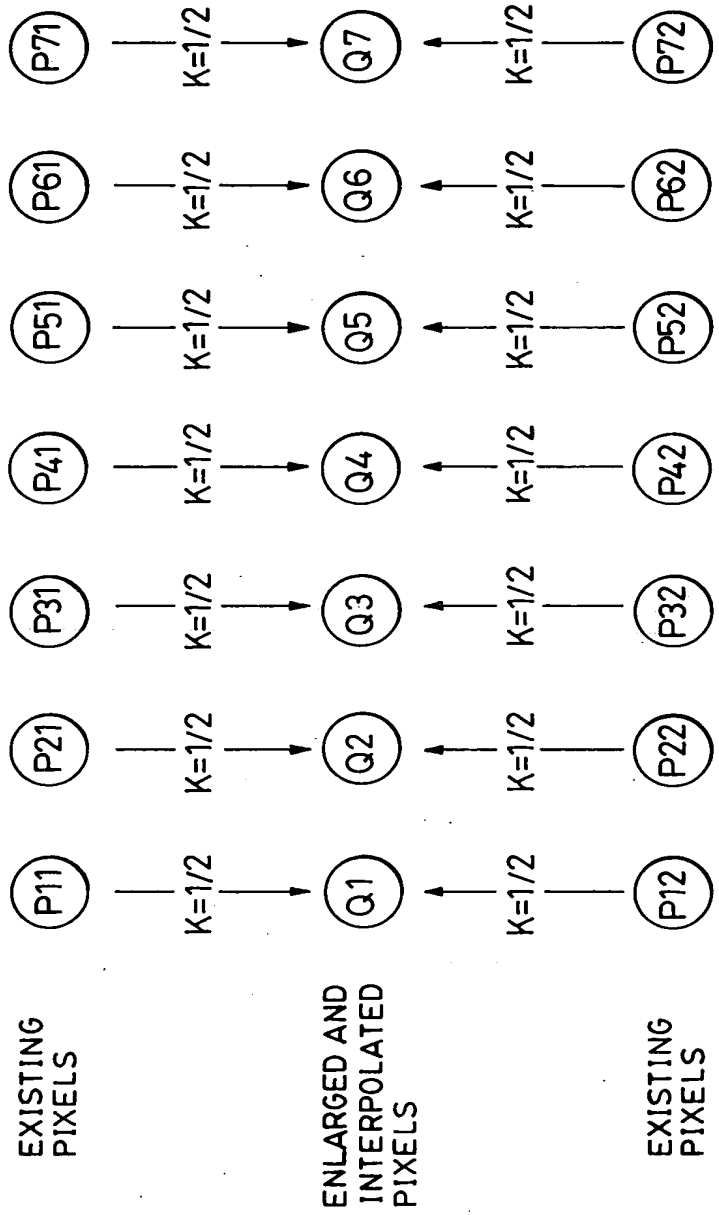 EXISTING
PIXELS
P11 P21 P31 P41 P51 P61 P71
K=1/2 K=1/2 K=1/2 K=1/2 K=1/2 K=1/2 K=1/2
ENLARGED AND
INTERPOLATED
PIXELS
Q1 Q2 Q3 Q4 Q5 Q6 Q7
K=1/2 K=1/2 K=1/2 K=1/2 K=1/2 K=1/2 K=1/2
EXISTING
PIXELS
P12 P22 P32 P42 P52 P62 P72